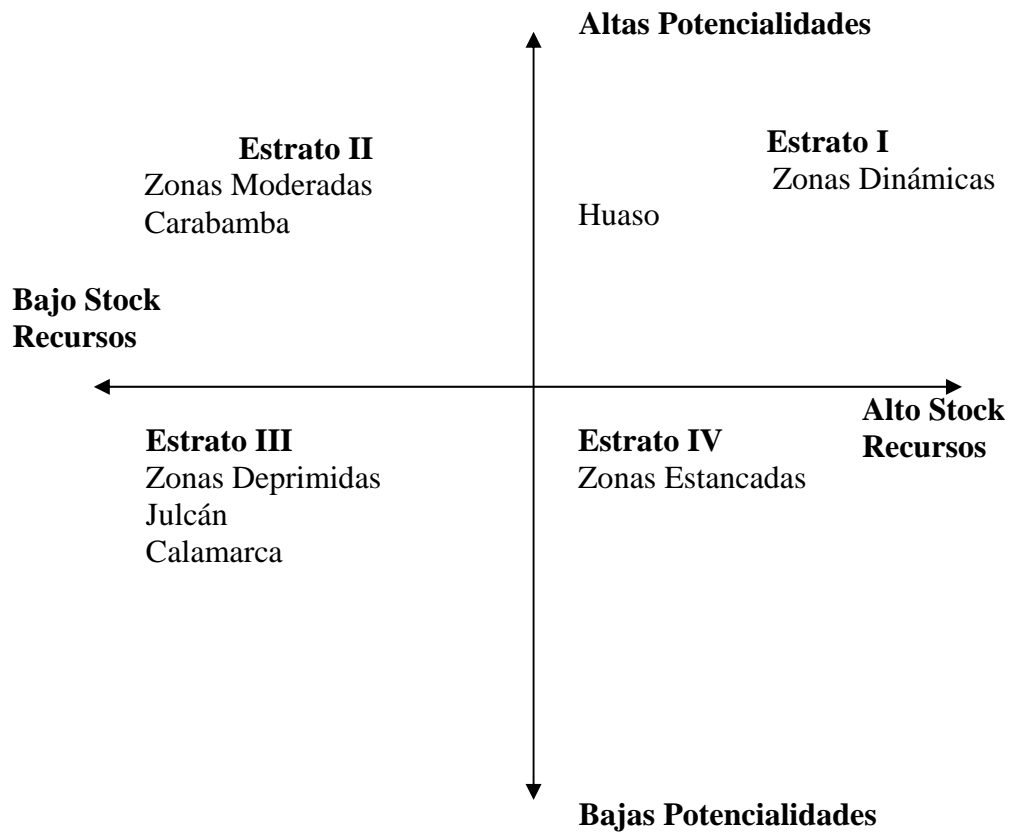 Altas Potencialidades
Estrato II
Zonas Moderadas
Carabamba
Estrato I
Zonas Dinámicas
Huaso
Bajo Stock
Recursos
Alto Stock
Recursos
Estrato III
Zonas Deprimidas
Julcán
Calamarca
Estrato IV
Zonas Estancadas
Bajas Potencialidades